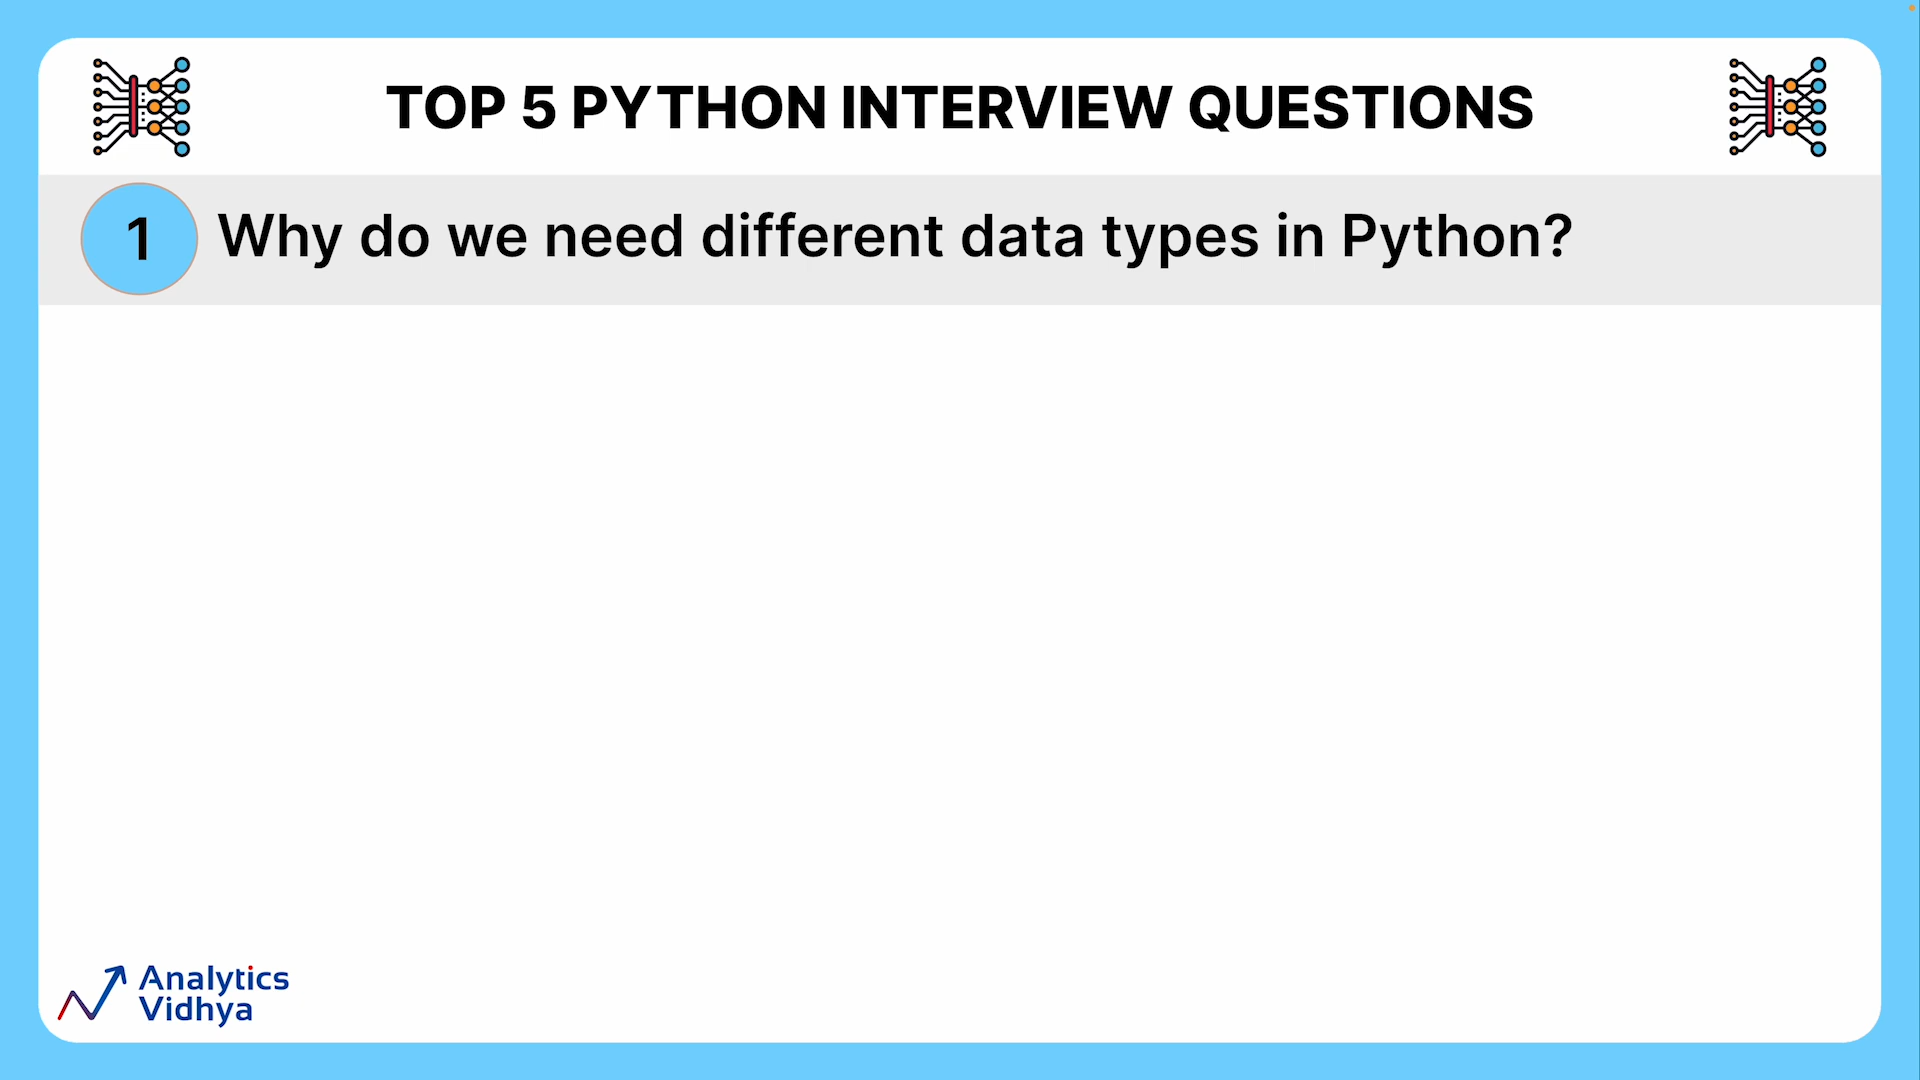 TOP 5 PYTHON INTERVIEW QUESTIONS
1 Why do we need different data types in Python?
Analytics
Vidhya